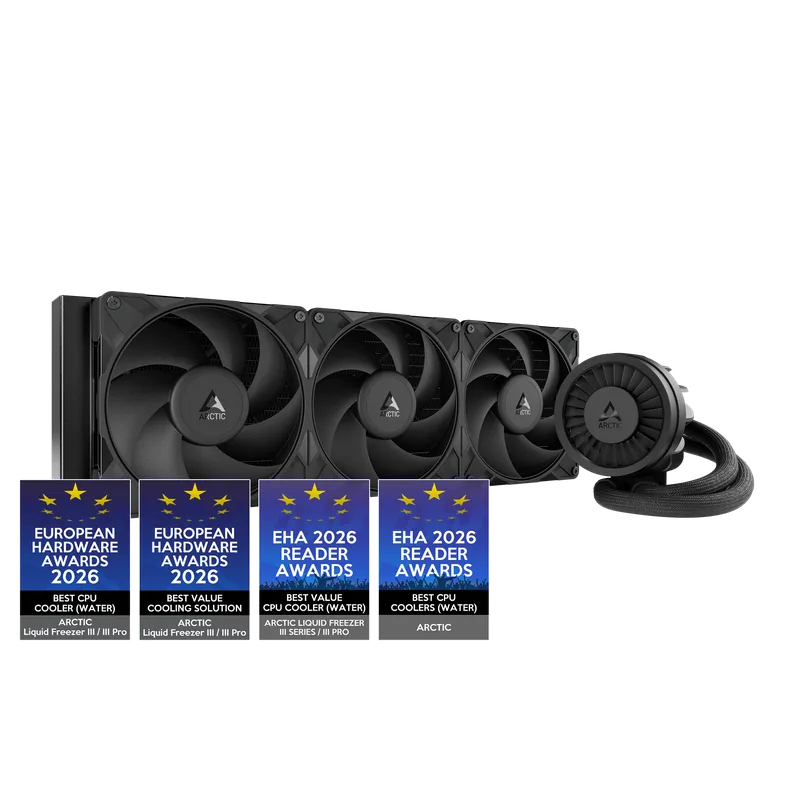 ARCTIC
ARCTIC
ARCTIC
ARCTIC
EUROPEAN
HARDWARE
AWARDS
2026
BEST CPU
COOLER (WATER)
ARCTIC
Liquid Freezer III / III Pro
EUROPEAN
HARDWARE
AWARDS
2026
BEST VALUE
COOLING SOLUTION
ARCTIC
Liquid Freezer III / III Pro
EHA 2026
READER
AWARDS
BEST VALUE
CPU COOLER (WATER)
ARCTIC LIQUID FREEZER
III SERIES / III PRO
EHA 2026
READER
AWARDS
BEST CPU
COOLERS (WATER)
ARCTIC